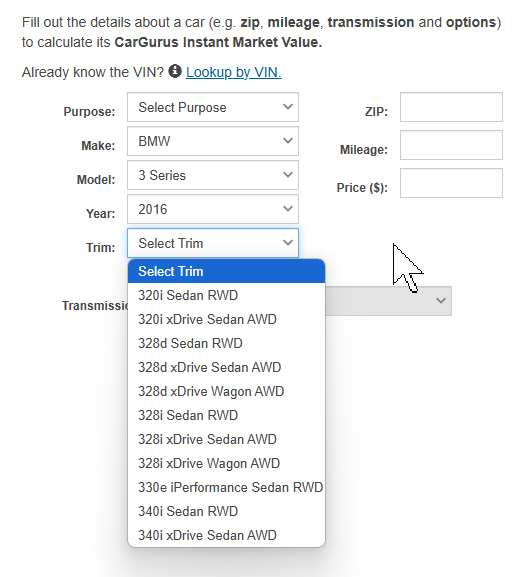 Fill out the details about a car (e.g. zip, mileage, transmission and options)
to calculate its CarGurus Instant Market Value.
Already know the VIN? Lookup by VIN.
Purpose: Select Purpose
ZIP:
Make: BMW
Mileage:
Model: 3 Series
Price ($):
Year: 2016
Trim: Select Trim
Select Trim
320i Sedan RWD
Transmissi
320i xDrive Sedan AWD
328d Sedan RWD
328d xDrive Sedan AWD
328d xDrive Wagon AWD
328i Sedan RWD
328i xDrive Sedan AWD
328i xDrive Wagon AWD
330e iPerformance Sedan RWD
340i Sedan RWD
340i xDrive Sedan AWD